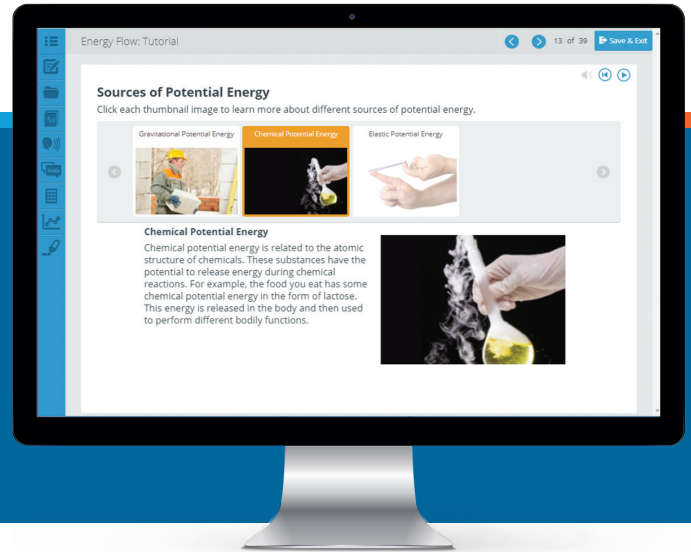 Energy Flow: Tutorial
13 of 39
Save & Exit
Sources of Potential Energy
Click each thumbnail image to learn more about different sources of potential energy.
Gravitational Potential Energy
Chemical Potential Energy
Elastic Potential Energy
Chemical Potential Energy
Chemical potential energy is related to the atomic
structure of chemicals. These substances have the
potential to release energy during chemical
reactions. For example, the food you eat has some
chemical potential energy in the form of lactose.
This energy is released in the body and then used
to perform different bodily functions.